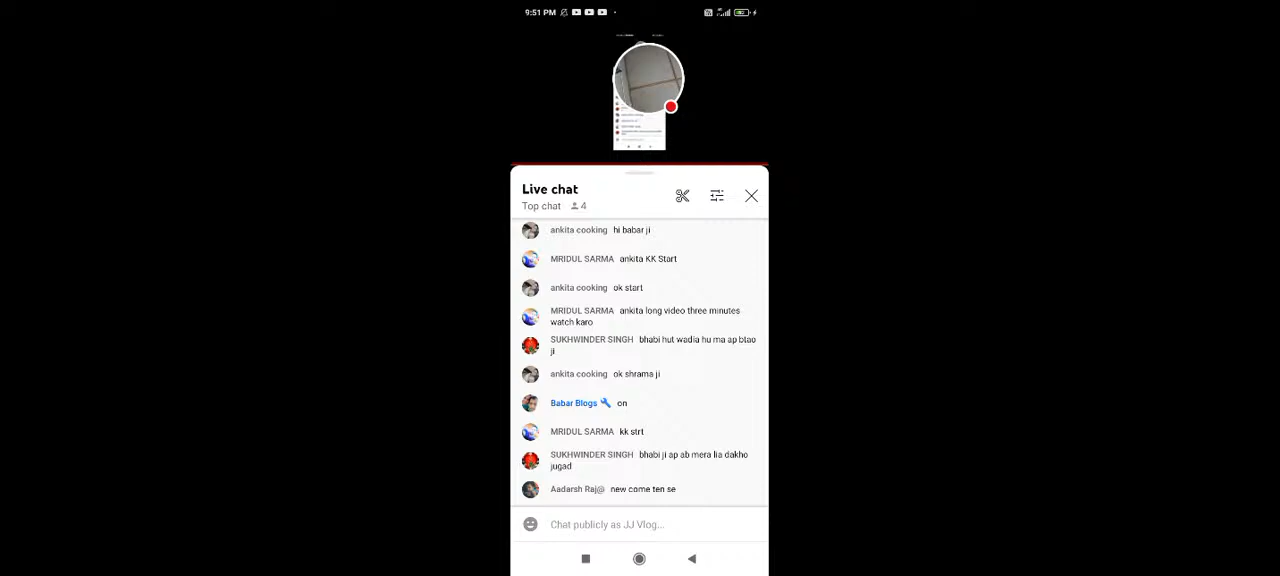 9:51 PM
Live chat
Top chat 4
ankita cooking hi babar ji
MRIDUL SARMA ankita KK Start
ankita cooking ok start
MRIDUL SARMA ankita long video three minutes
watch karo
SUKHWINDER SINGH bhabi hut wadia hu ma ap btao
ji
ankita cooking ok shrama ji
Babar Blogs on
MRIDUL SARMA kk strt
SUKHWINDER SINGH bhabi ji ap ab mera lia dakho
jugad
Aadarsh Raj@ new come ten se
Chat publicly as JJ Vlog...